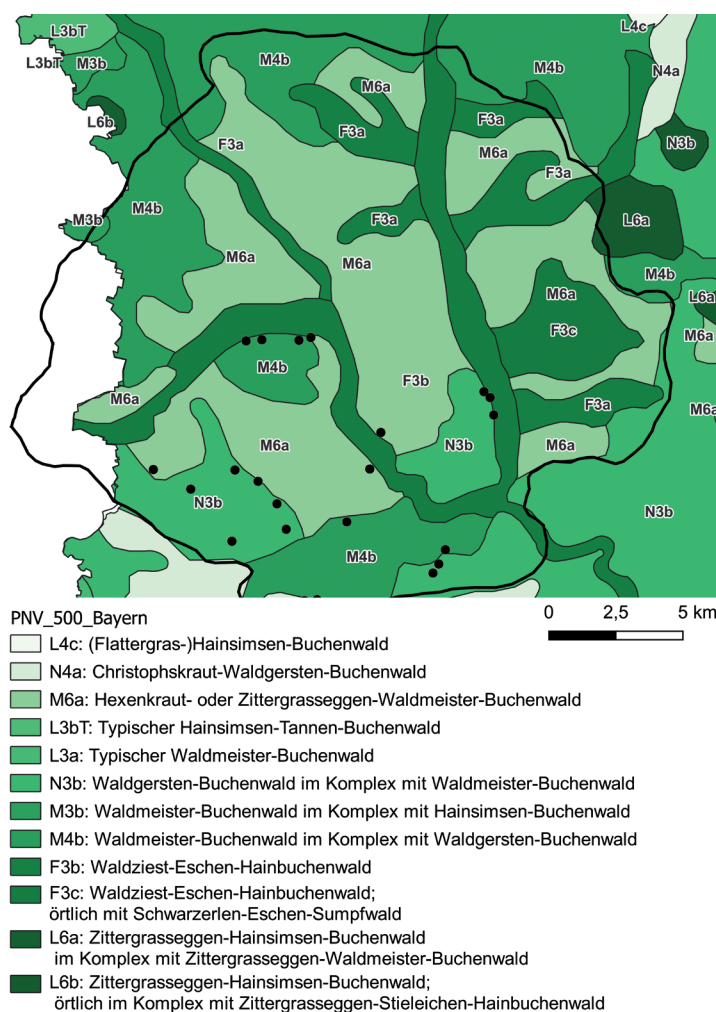 L3bT
L4c
M4b
L3bT
M3b
M4b
N4a
M6a
L6b
F3a
F3a
F3a
N3b
M6a
F3a
M4b
M3b
F3a
L6a
M6a
M6a
M4b
M6a
L6a
F3c
M6a
M4b
F3b
M6a
F3a
M6a
M6a
N3b
M6a
N3b
N3b
M4b
PNV_500_Bayern
0 2,5 5 km
L4c: (Flattergras-)Hainsimsen-Buchenwald
N4a: Christophskraut-Waldgersten-Buchenwald
M6a: Hexenkraut- oder Zittergrasseggen-Waldmeister-Buchenwald
L3bT: Typischer Hainsimsen-Tannen-Buchenwald
L3a: Typischer Waldmeister-Buchenwald
N3b: Waldgersten-Buchenwald im Komplex mit Waldmeister-Buchenwald
M3b: Waldmeister-Buchenwald im Komplex mit Hainsimsen-Buchenwald
M4b: Waldmeister-Buchenwald im Komplex mit Waldgersten-Buchenwald
F3b: Waldziest-Eschen-Hainbuchenwald
F3c: Waldziest-Eschen-Hainbuchenwald;
örtlich mit Schwarzerlen-Eschen-Sumpfwald
L6a: Zittergrasseggen-Hainsimsen-Buchenwald
im Komplex mit Zittergrasseggen-Waldmeister-Buchenwald
L6b: Zittergrasseggen-Hainsimsen-Buchenwald;
örtlich im Komplex mit Zittergrasseggen-Stieleichen-Hainbuchenwald